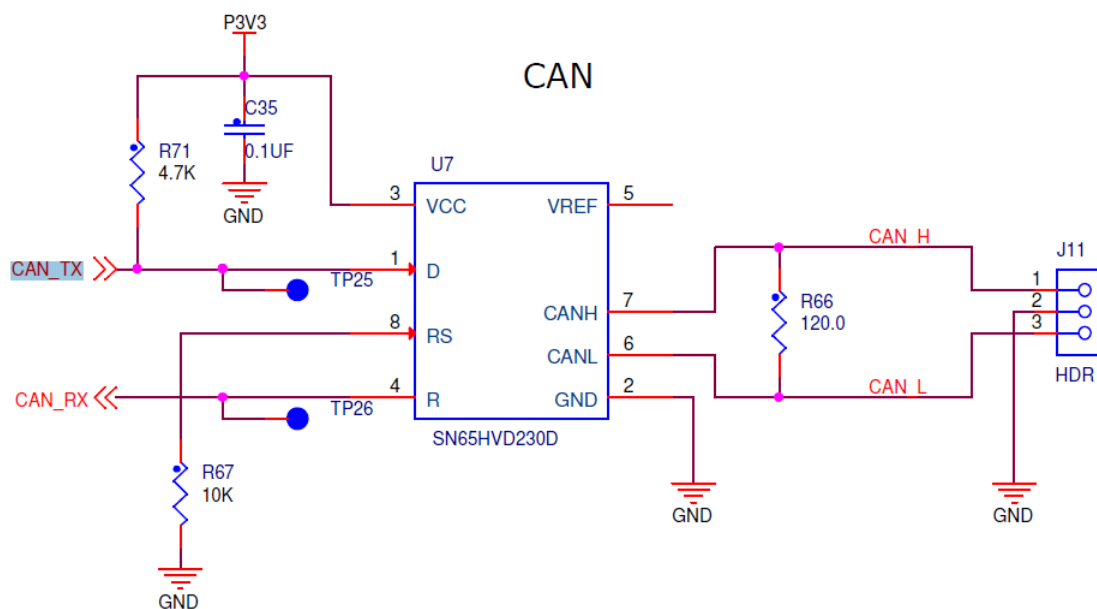 P3V3
CAN
C35
0.1UF
R71
4.7K
GND
U7
3
VCC
VREF
5
CAN_TX
1
D
TP25
CAN_H
J11
8
RS
CANH
7
R66
120.0
1
2
3
CANL
6
CAN_RX
4
R
TP26
GND
2
CAN_L
HDR
SN65HVD230D
R67
10K
GND
GND
GND